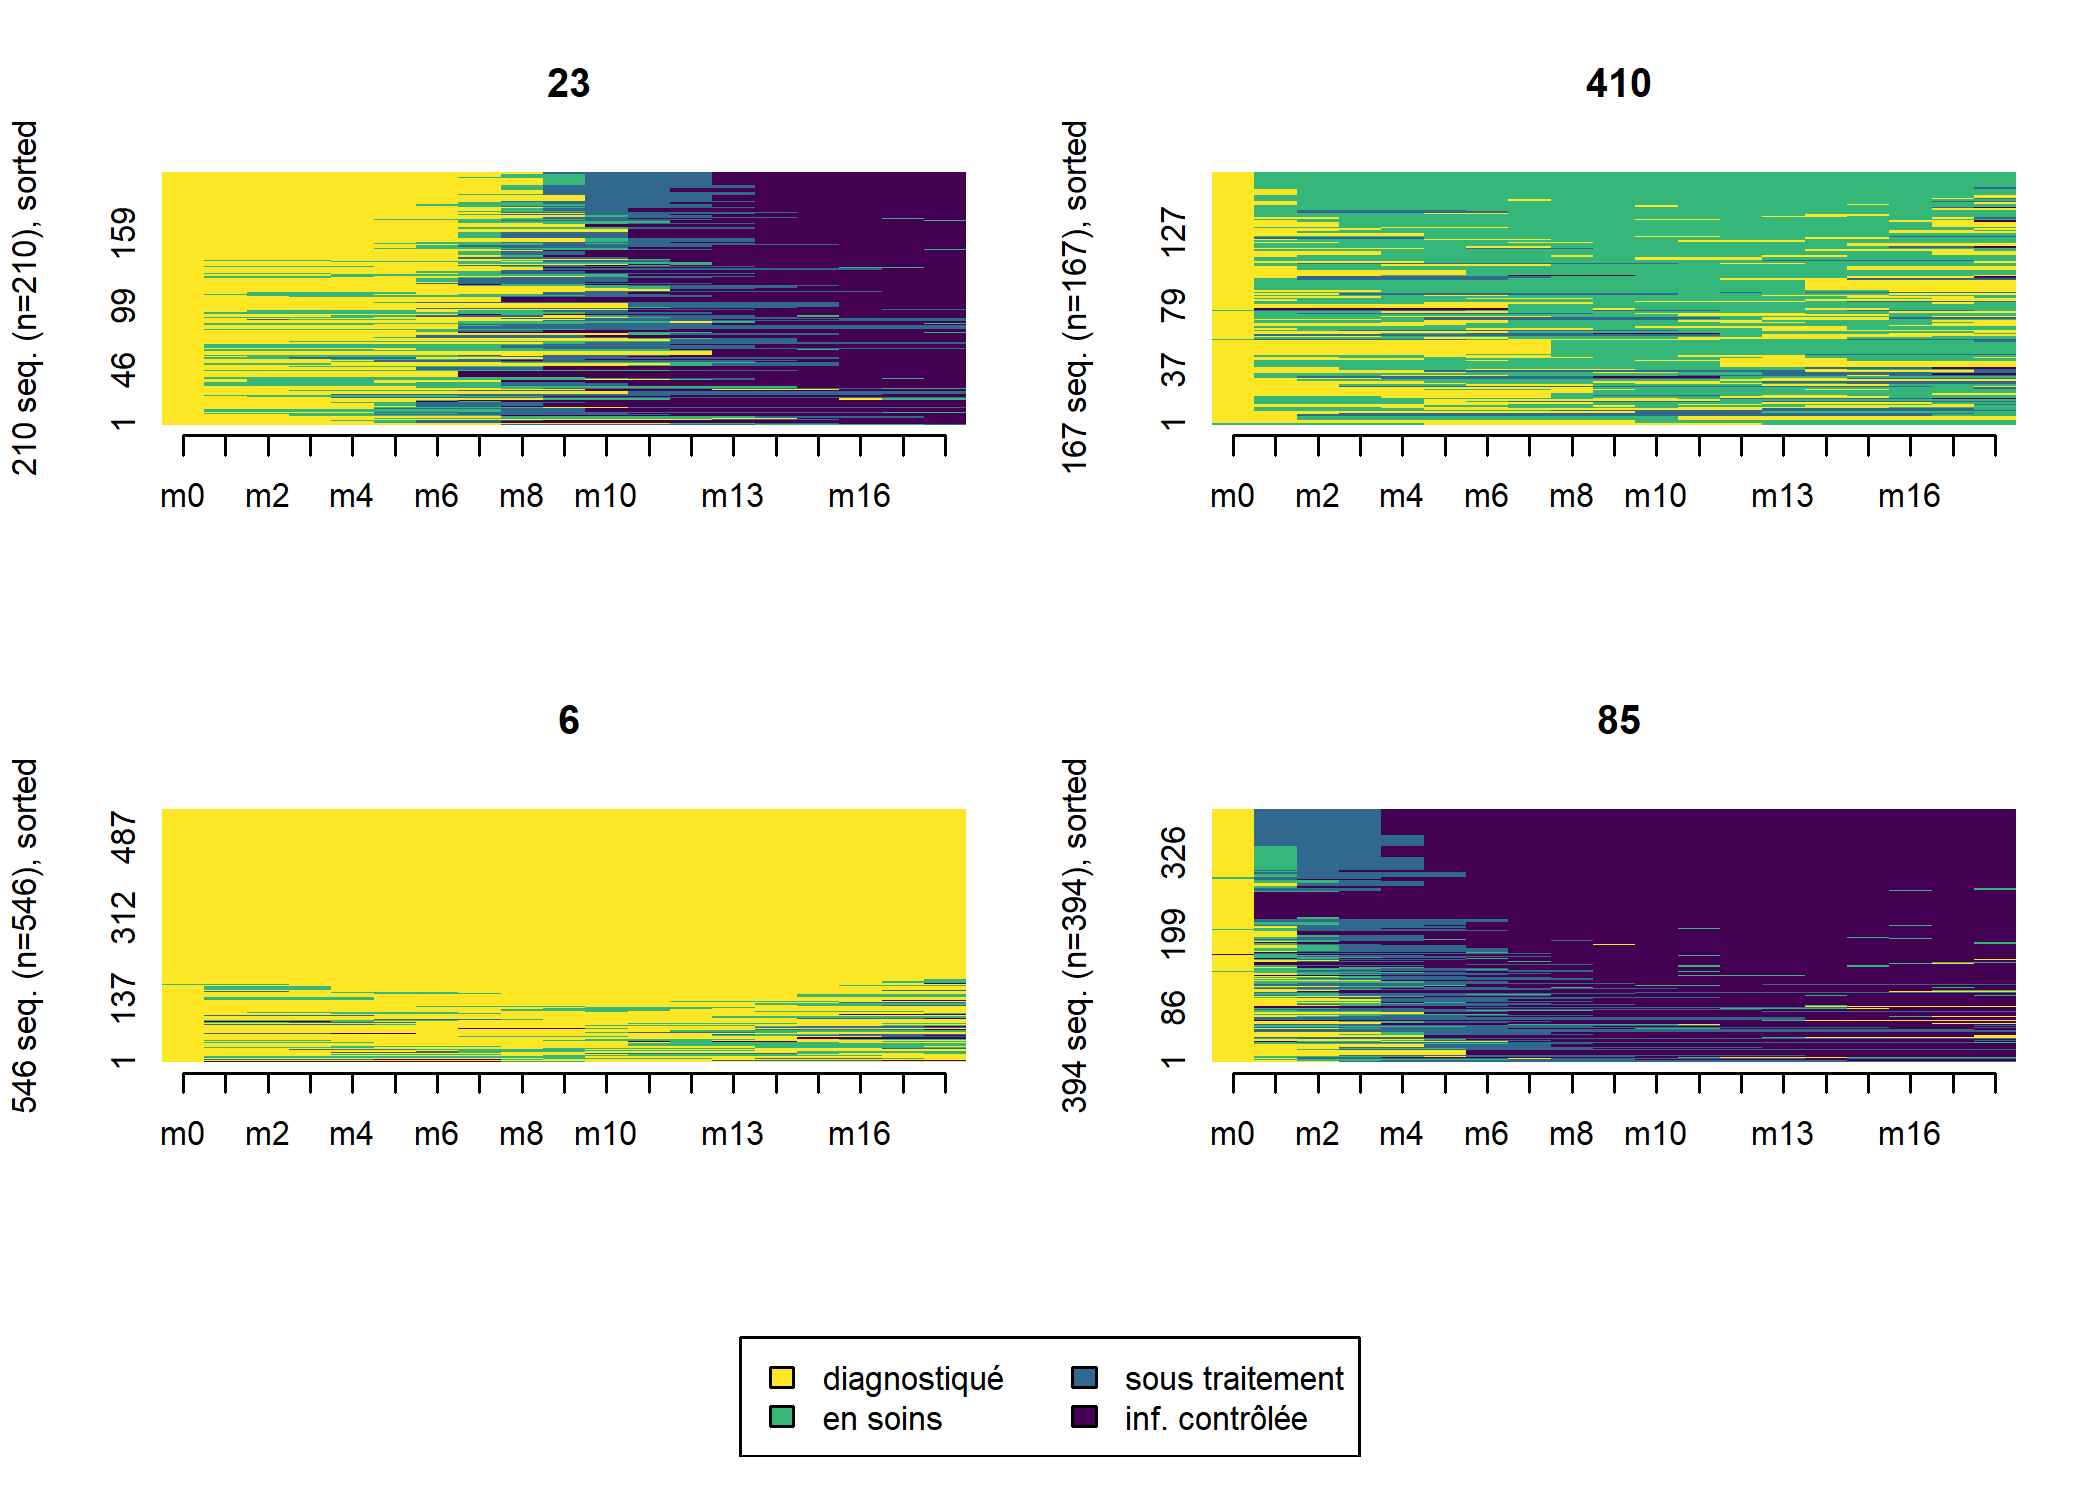 23
210 seq. (n=210), sorted
1 46 99 159
m0 m2 m4 m6 m8 m10 m13 m16
410
167 seq. (n=167), sorted
1 37 79 127
m0 m2 m4 m6 m8 m10 m13 m16
6
546 seq. (n=546), sorted
1 137 312 487
m0 m2 m4 m6 m8 m10 m13 m16
85
394 seq. (n=394), sorted
1 86 199 326
m0 m2 m4 m6 m8 m10 m13 m16
diagnostiqué
en soins
sous traitement
inf. contrôlée